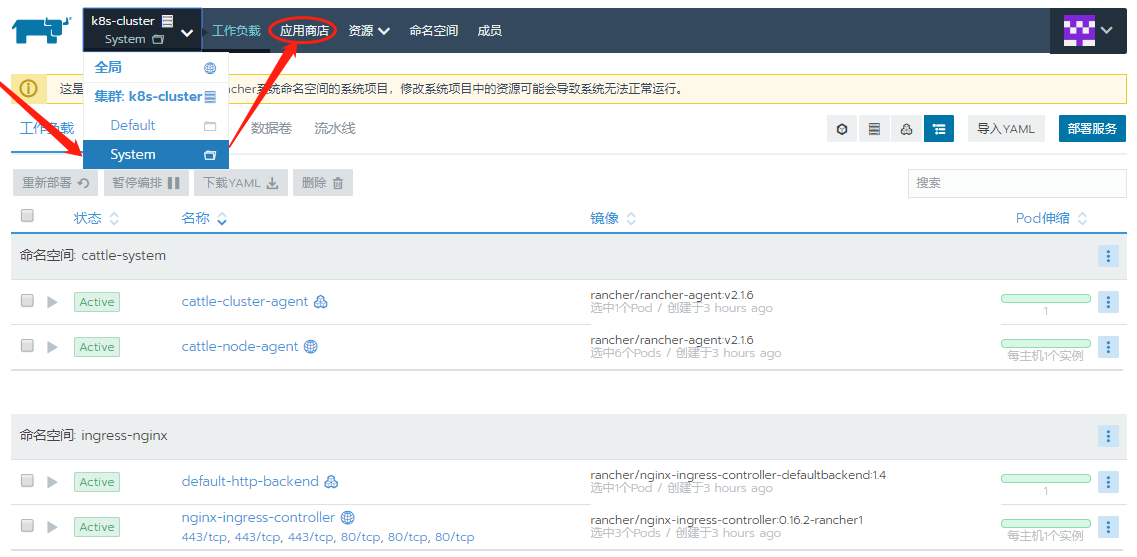 k8s-cluster
System
工作负载 应用商店 资源 命名空间 成员
全局
集群: k8s-cluster
Default
System
这是 cher系统命名空间的系统项目，修改系统项目中的资源可能会导致系统无法正常运行。
工作负载 数据卷 流水线 导入YAML 部署服务
重新部署 暂停编排 下载YAML 删除 搜索
状态 名称 镜像 Pod伸缩
命名空间: cattle-system
Active cattle-cluster-agent rancher/rancher-agent:v2.1.6
选中1个Pod / 创建于3 hours ago 1
Active cattle-node-agent rancher/rancher-agent:v2.1.6
选中6个Pods / 创建于3 hours ago 每主机1个实例
命名空间: ingress-nginx
Active default-http-backend rancher/nginx-ingress-controller-defaultbackend:1.4
选中1个Pod / 创建于3 hours ago 1
Active nginx-ingress-controller rancher/nginx-ingress-controller:0.16.2-rancher1
443/tcp, 443/tcp, 443/tcp, 80/tcp, 80/tcp, 80/tcp 选中3个Pods / 创建于3 hours ago 每主机1个实例